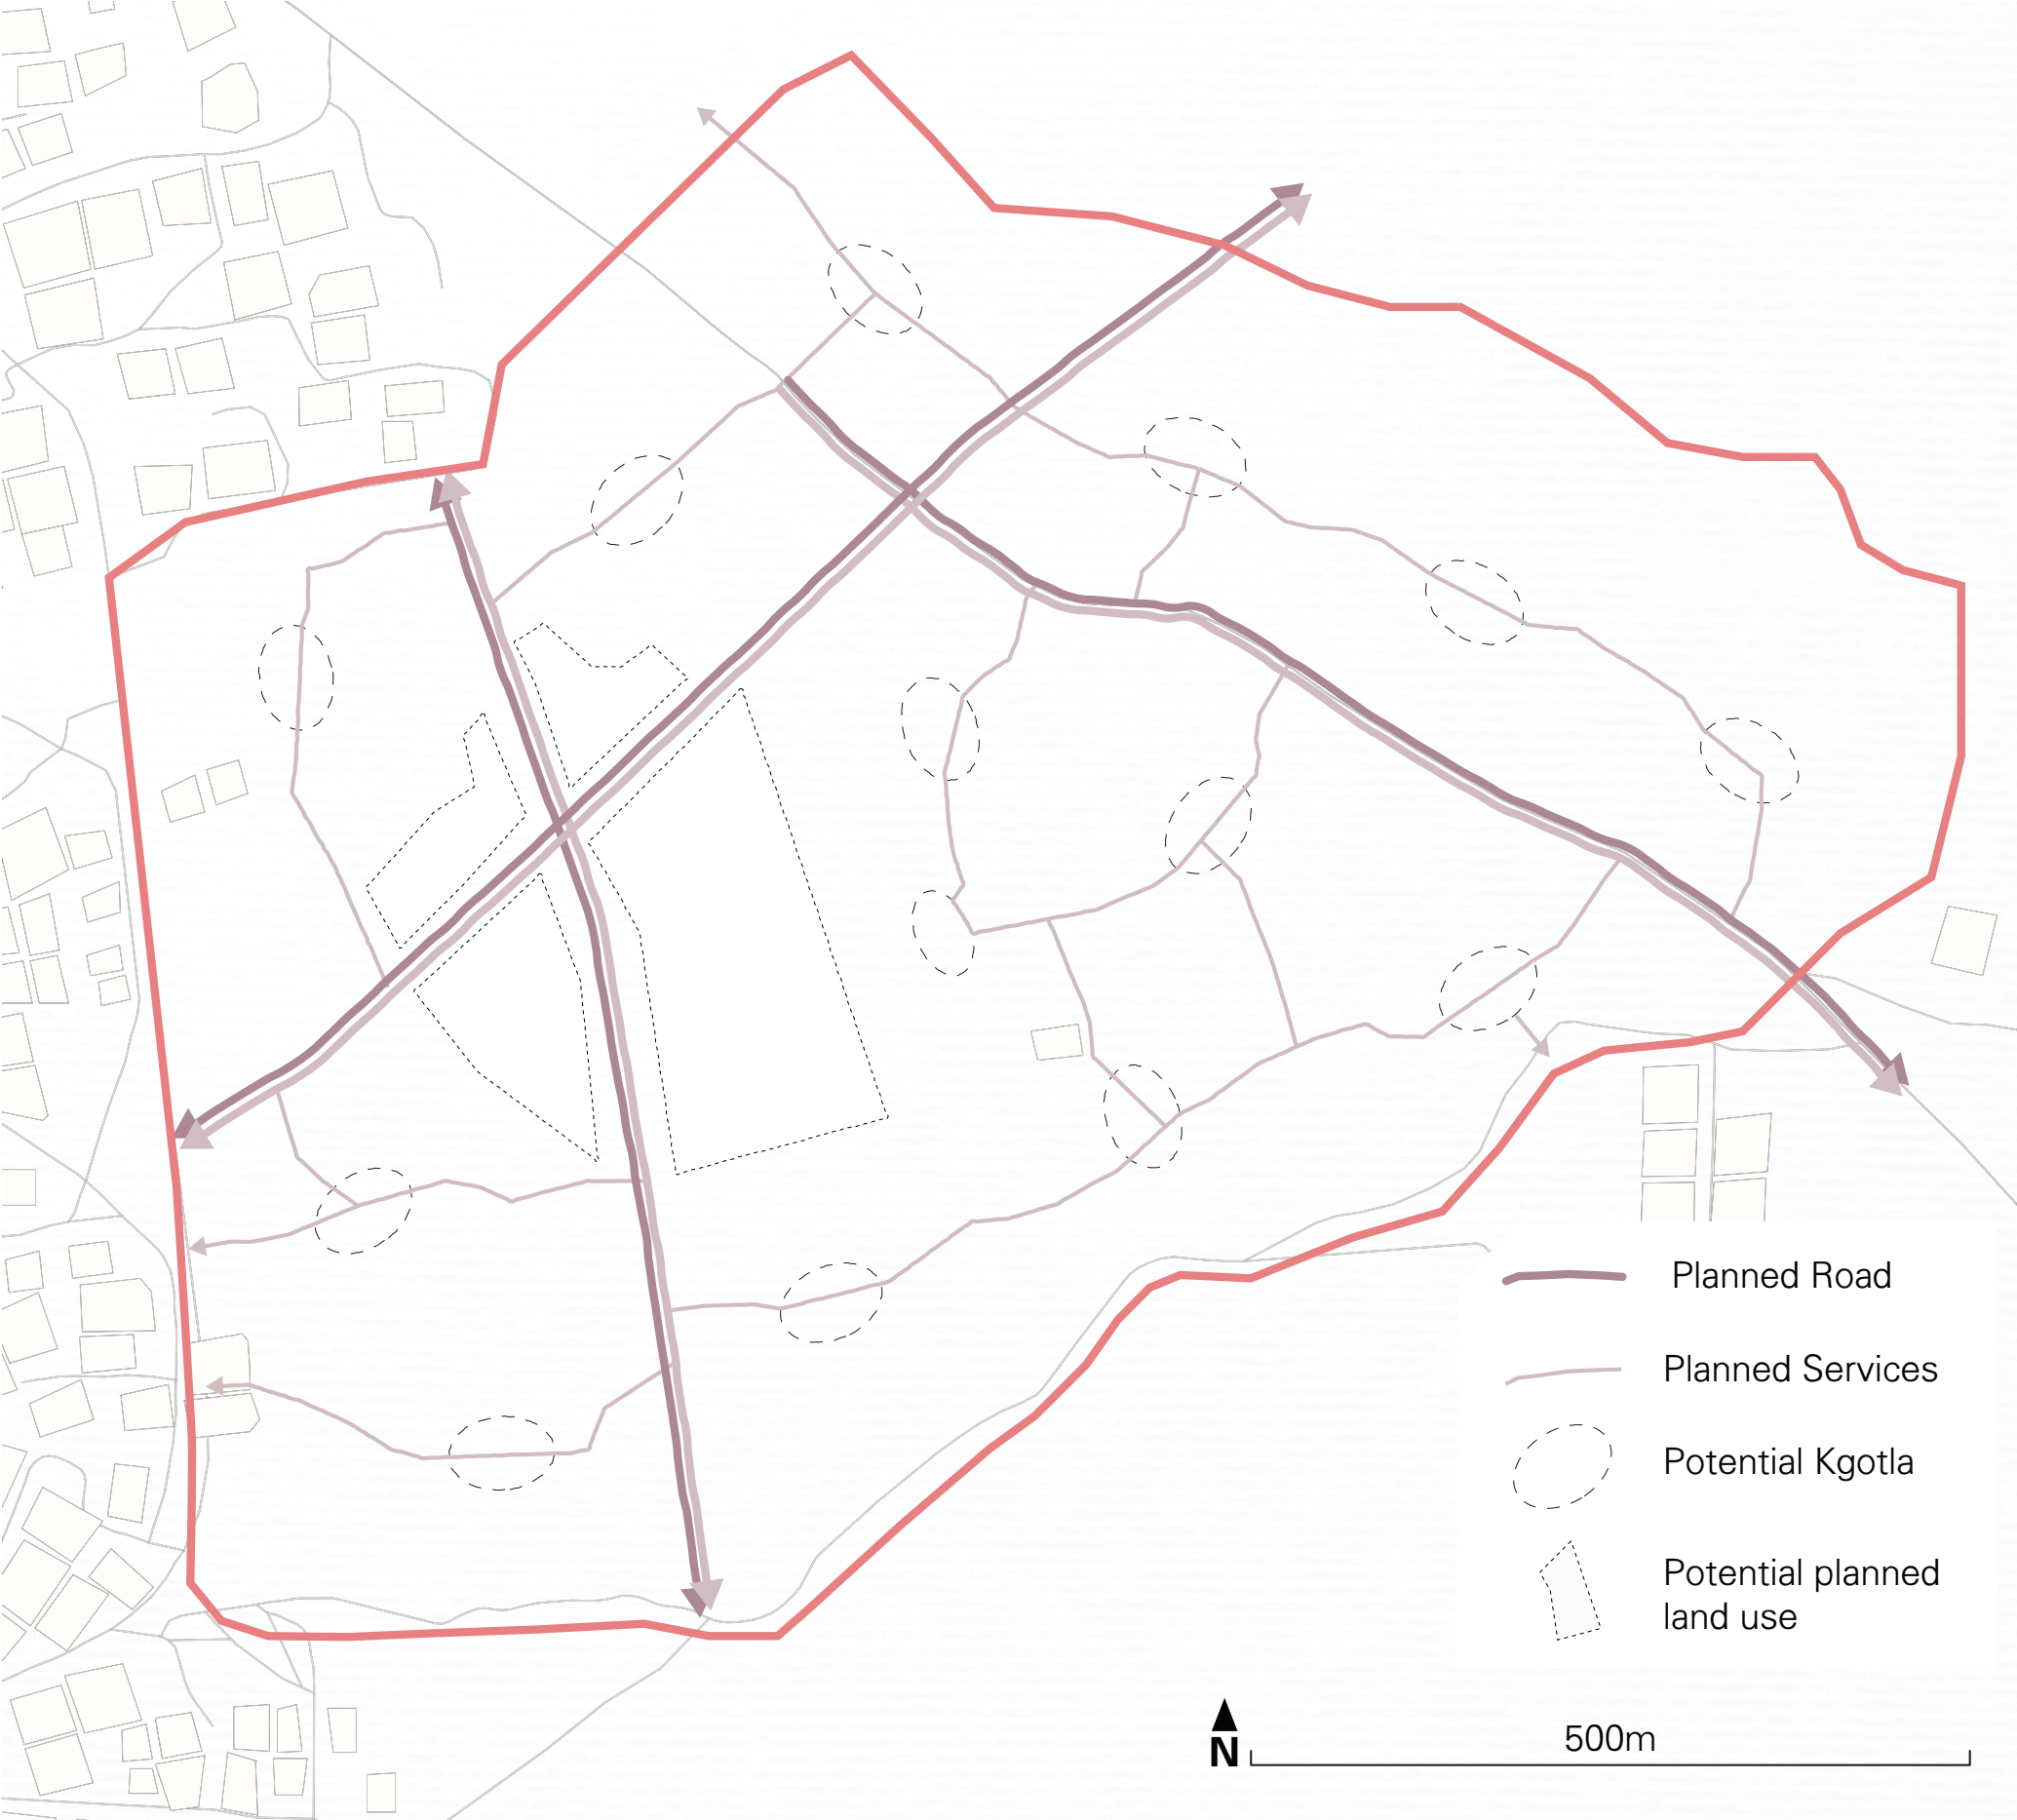 Planned Road
Planned Services
Potential Kgotla
Potential planned
land use
500m
N